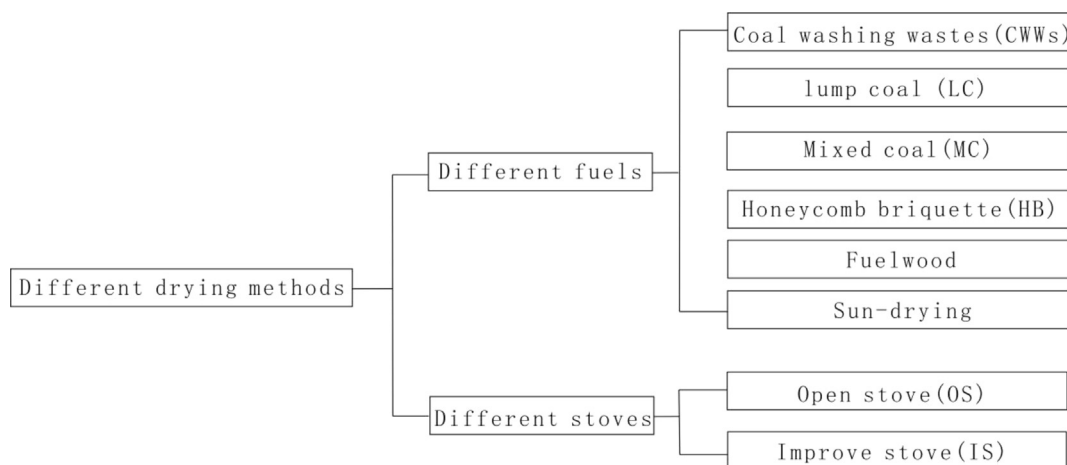 Coal washing wastes(CWWs)
lump coal (LC)
Mixed coal(MC)
Different fuels
Honeycomb briquette(HB)
Fuelwood
Different drying methods
Sun-drying
Open stove(OS)
Different stoves
Improve stove(IS)